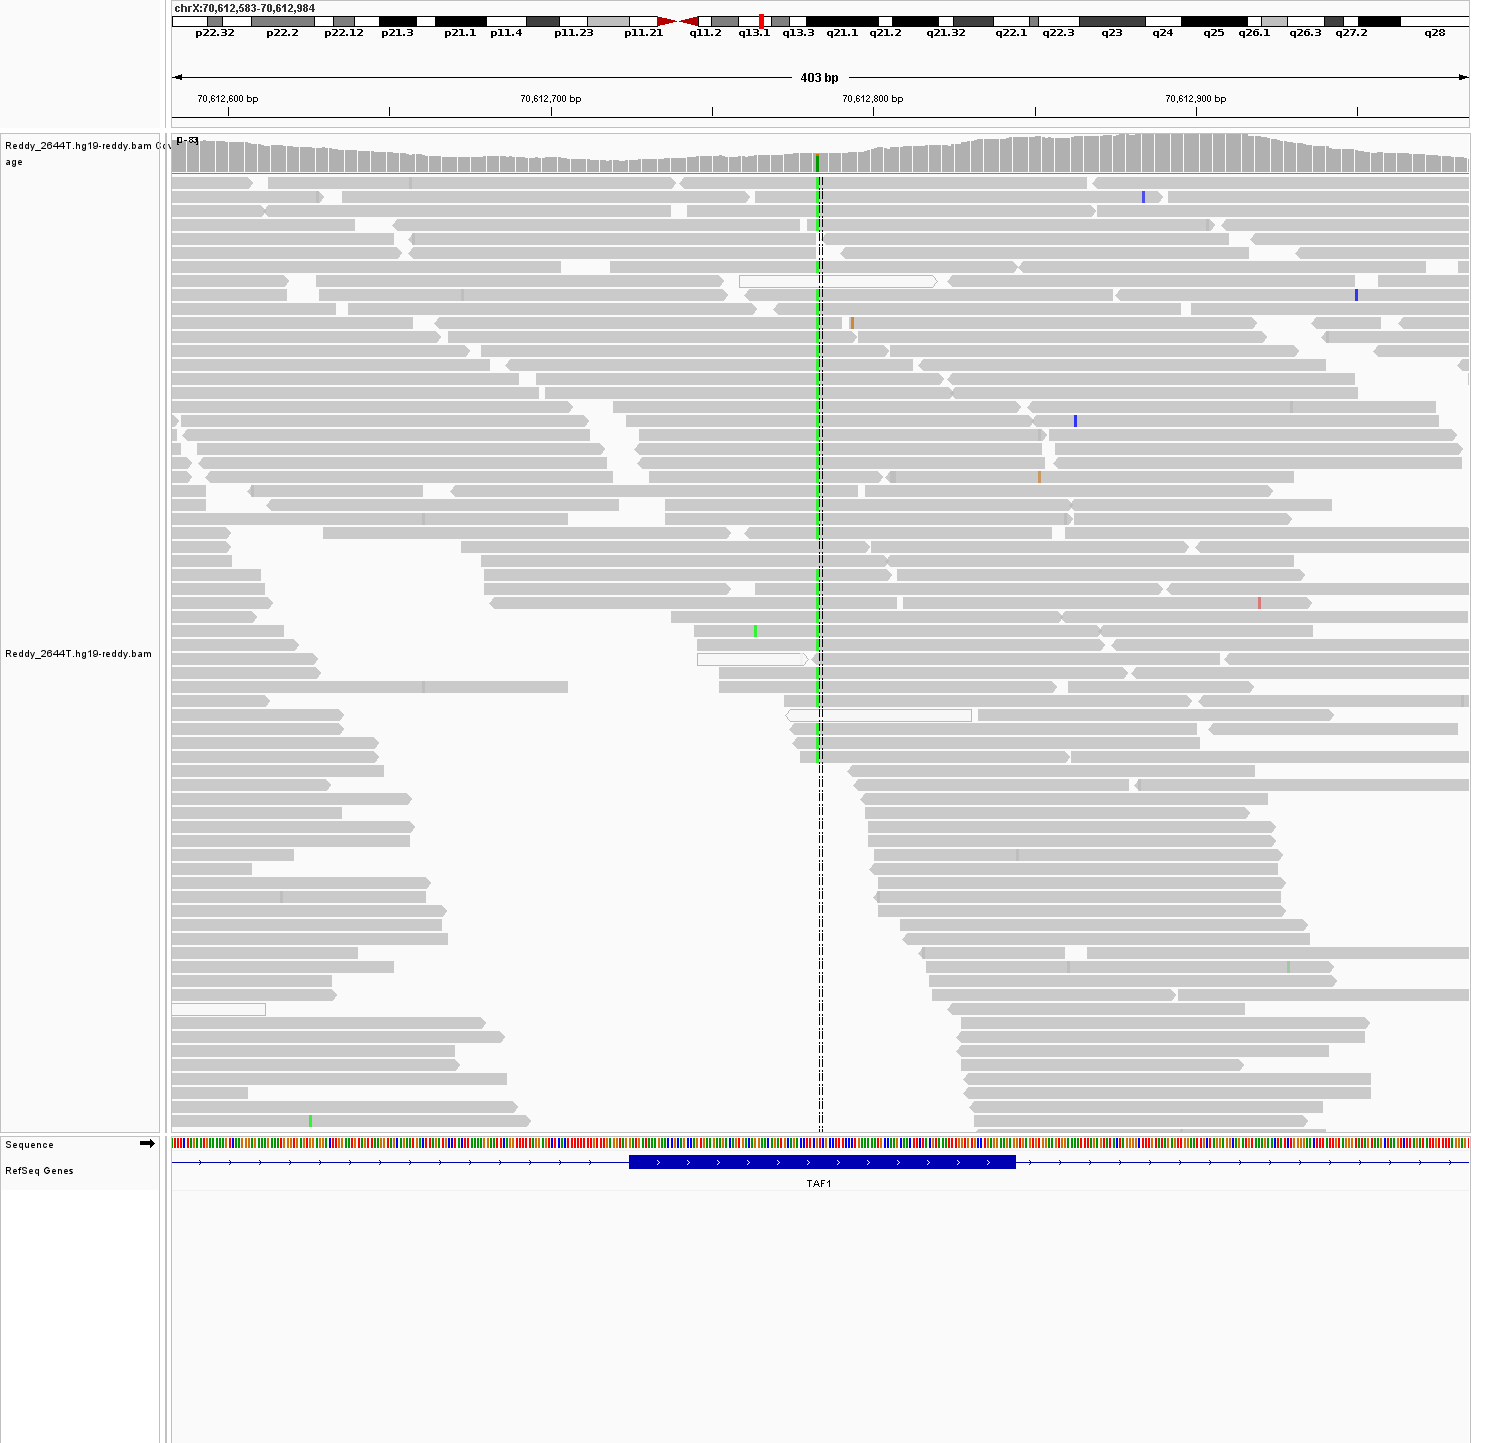 chrX:70,612,583-70,612,984
p22.32 p22.2 p22.12 p21.3 p21.1 p11.4 p11.23 p11.21 q11.2 q13.1 q13.3 q21.1 q21.2 q21.32 q22.1 q22.3 q23 q24 q25 q26.1 q26.3 q27.2 q28
403 bp
70,612,600 bp 70,612,700 bp 70,612,800 bp 70,612,900 bp
Reddy_2644T.hg19-reddy.bam
age
Reddy_2644T.hg19-reddy.bam
Sequence
RefSeq Genes
TAF1